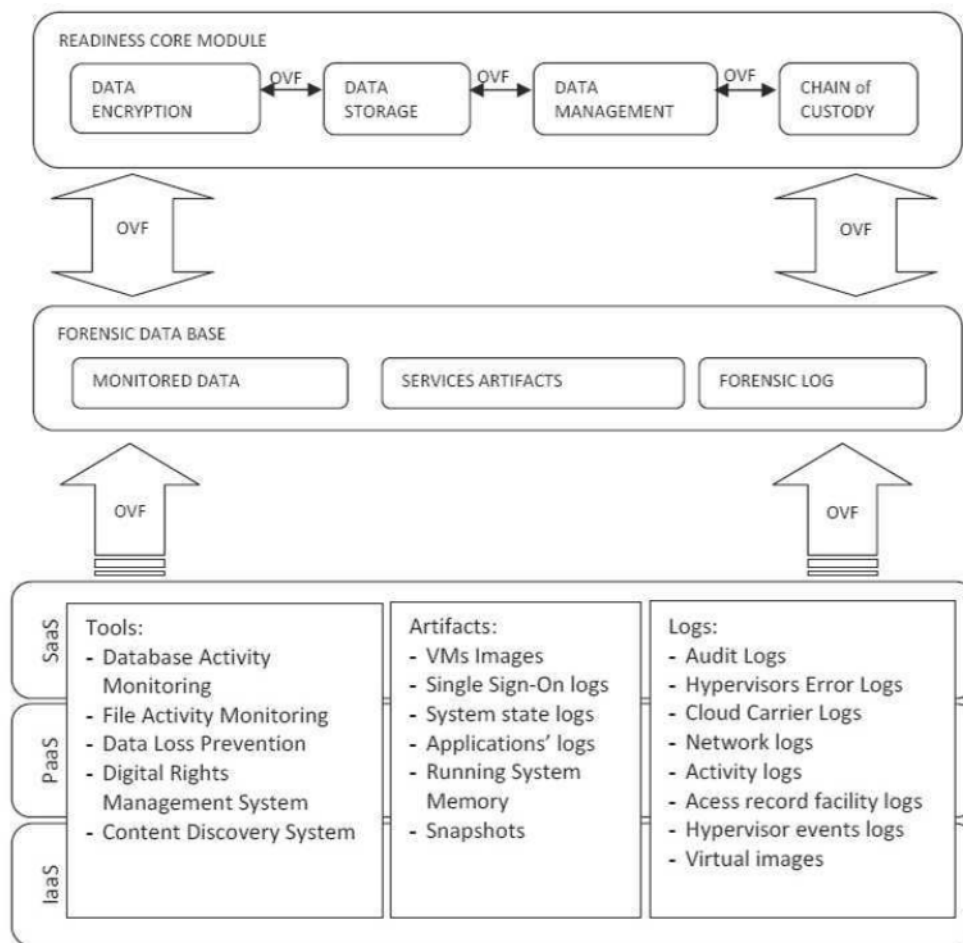 READINESS CORE MODULE
DATA
ENCRYPTION
OVF
DATA
STORAGE
OVF
DATA
MANAGEMENT
OVF
CHAIN of
CUSTODY
OVF
OVF
FORENSIC DATA BASE
MONITORED DATA
SERVICES ARTIFACTS
FORENSIC LOG
OVF
OVF
SaaS
PaaS
IaaS
Tools:
- Database Activity
Monitoring
- File Activity Monitoring
- Data Loss Prevention
- Digital Rights
Management System
- Content Discovery System
Artifacts:
- VMs Images
- Single Sign-On logs
- System state logs
- Applications’ logs
- Running System
Memory
- Snapshots
Logs:
- Audit Logs
- Hypervisors Error Logs
- Cloud Carrier Logs
- Network logs
- Activity logs
- Acess record facility logs
- Hypervisor events logs
- Virtual images